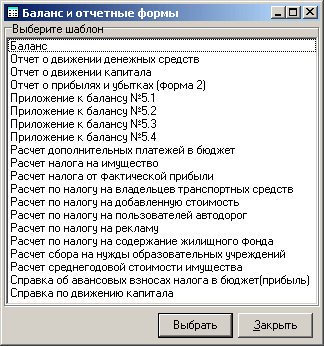 Баланс и отчетные формы
Выберите шаблон
Баланс
Отчет о движении денежных средств
Отчет о движении капитала
Отчет о прибылях и убытках (Форма 2)
Приложение к балансу №5.1
Приложение к балансу №5.2
Приложение к балансу №5.3
Приложение к балансу №5.4
Расчет дополнительных платежей в бюджет
Расчет налога на имущество
Расчет налога от фактической прибыли
Расчет по налогу на владельцев транспортных средств
Расчет по налогу на добавленную стоимость
Расчет по налогу на пользователей автодорог
Расчет по налогу на рекламу
Расчет по налогу на содержание жилищного Фонда
Расчет сбора на нужды образовательных учреждений
Расчет среднегодовой стоимости имущества
Справка об авансовых взносах налога в бюджет(прибыль)
Справка по движению капитала
Выбрать Закрыть